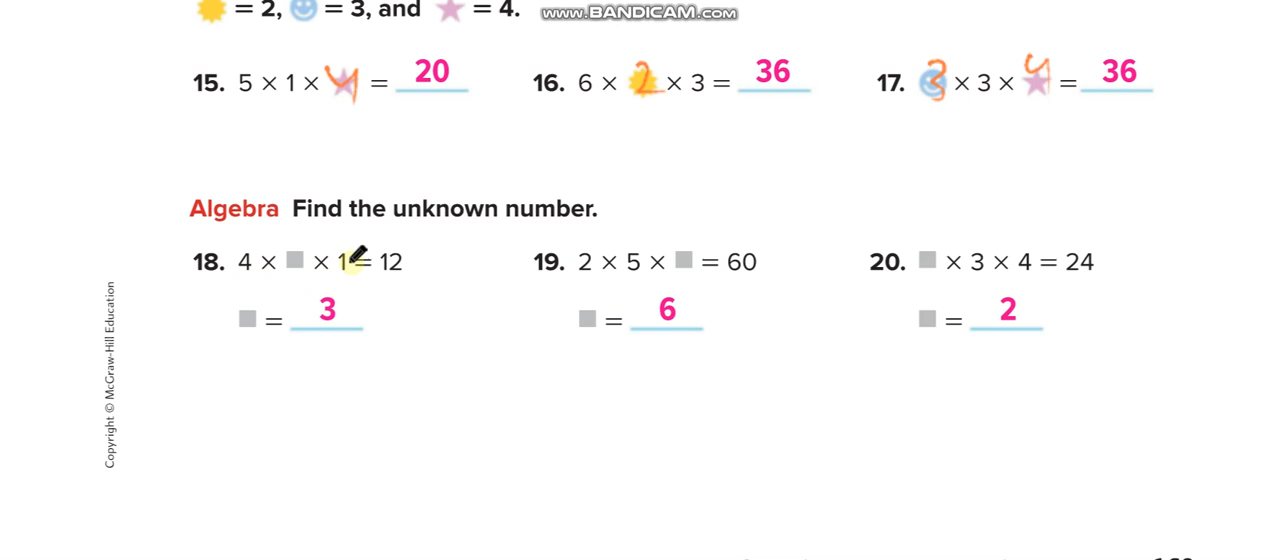 = 2, = 3, and = 4.
www.BANDICAM.com
15. 5 × 1 × 4 = 20
16. 6 × 2 × 3 = 36
17. 3 × 3 × 4 = 36
Algebra Find the unknown number.
18. 4 × ■ × 1 = 12
19. 2 × 5 × ■ = 60
20. ■ × 3 × 4 = 24
■ = 3
■ = 6
■ = 2
Copyright © McGraw-Hill Education